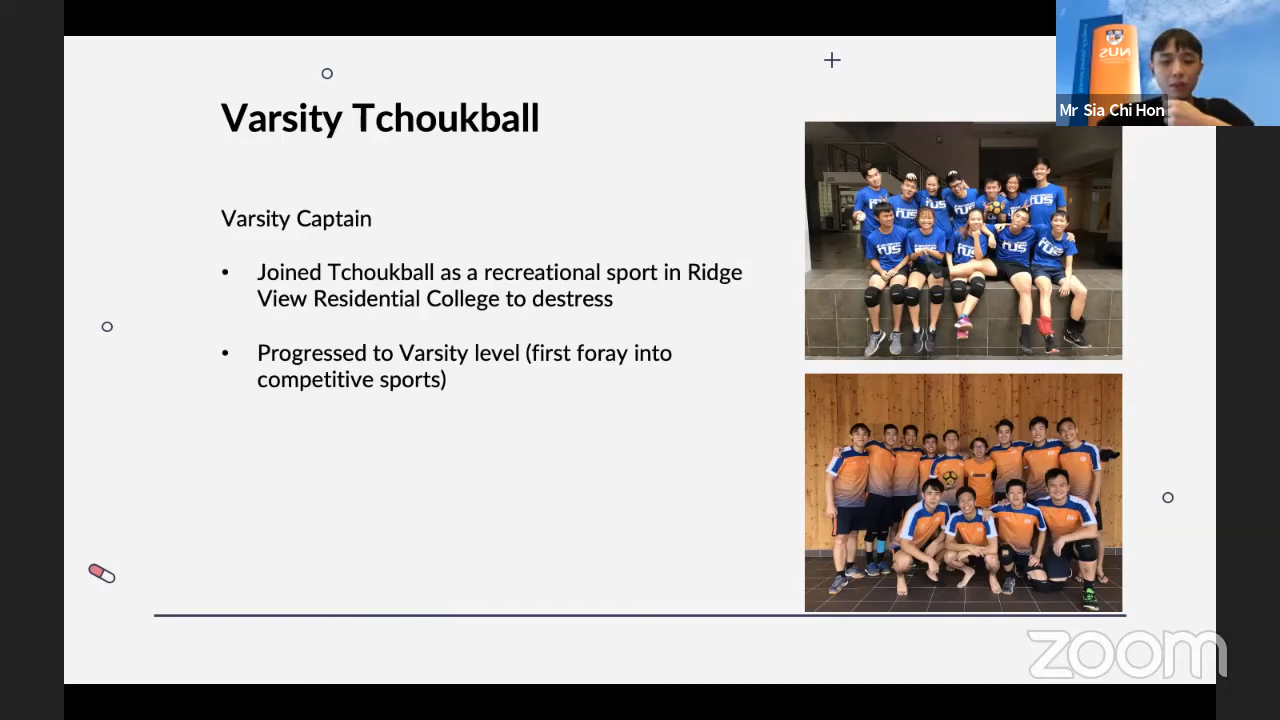 Varsity Tchoukball
Varsity Captain
• Joined Tchoukball as a recreational sport in Ridge
View Residential College to destress
• Progressed to Varsity level (first foray into
competitive sports)
NUS
Mr Sia Chi Hon
zoom